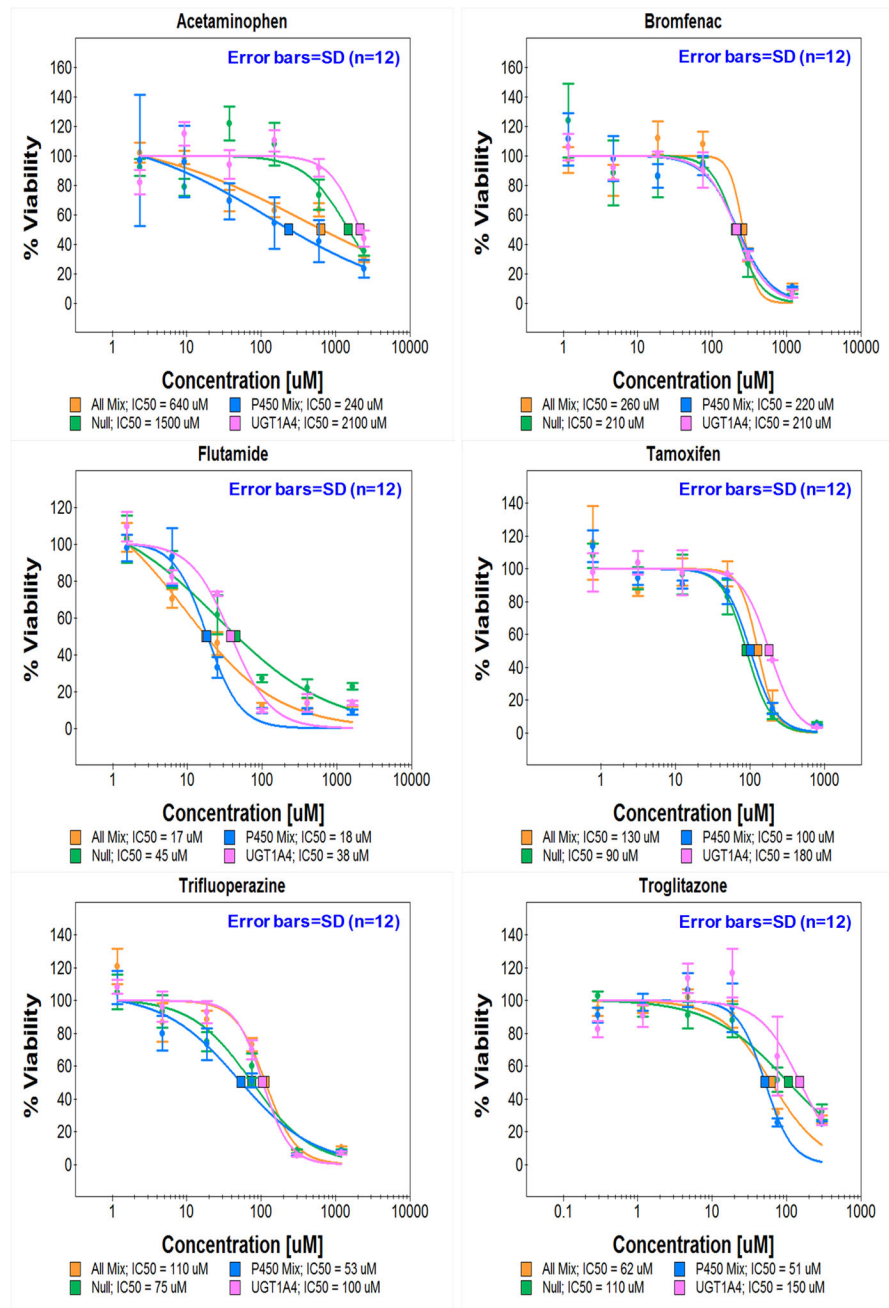 Acetaminophen
Error bars=SD (n=12)
% Viability
160
140
120
100
80
60
40
20
0
1 10 100 1000 10000
Concentration [uM]
All Mix; IC50 = 640 uM P450 Mix; IC50 = 240 uM
Null; IC50 = 1500 uM UGT1A4; IC50 = 2100 uM
Bromfenac
Error bars=SD (n=12)
% Viability
160
140
120
100
80
60
40
20
0
1 10 100 1000 10000
Concentration [uM]
All Mix; IC50 = 260 uM P450 Mix; IC50 = 220 uM
Null; IC50 = 210 uM UGT1A4; IC50 = 210 uM
Flutamide
Error bars=SD (n=12)
% Viability
120
100
80
60
40
20
0
1 10 100 1000 10000
Concentration [uM]
All Mix; IC50 = 17 uM P450 Mix; IC50 = 18 uM
Null; IC50 = 45 uM UGT1A4; IC50 = 38 uM
Tamoxifen
Error bars=SD (n=12)
% Viability
140
120
100
80
60
40
20
0
0.1 1 10 100 1000
Concentration [uM]
All Mix; IC50 = 130 uM P450 Mix; IC50 = 100 uM
Null; IC50 = 90 uM UGT1A4; IC50 = 180 uM
Trifluoperazine
Error bars=SD (n=12)
% Viability
140
120
100
80
60
40
20
0
1 10 100 1000 10000
Concentration [uM]
All Mix; IC50 = 110 uM P450 Mix; IC50 = 53 uM
Null; IC50 = 75 uM UGT1A4; IC50 = 100 uM
Troglitazone
Error bars=SD (n=12)
% Viability
140
120
100
80
60
40
20
0
0.1 1 10 100 1000
Concentration [uM]
All Mix; IC50 = 62 uM P450 Mix; IC50 = 51 uM
Null; IC50 = 110 uM UGT1A4; IC50 = 150 uM